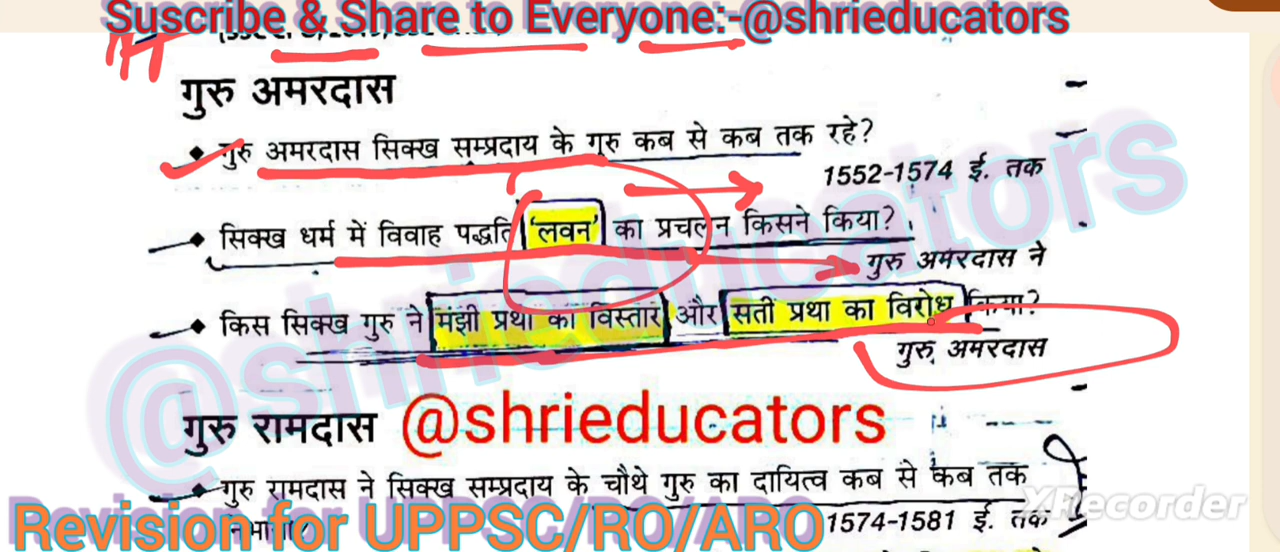 Suscribe & Share to Everyone:-@shrieducators
गुरु अमरदास
◆ गुरु अमरदास सिक्ख सम्प्रदाय के गुरु कब से कब तक रहे?
1552-1574 ई. तक
◆ सिक्ख धर्म में विवाह पद्धति 'लवन' का प्रचलन किसने किया?
गुरु अमरदास ने
◆ किस सिक्ख गुरु ने मंझी प्रथा का विस्तार और सती प्रथा का विरोध किया?
गुरु अमरदास
@shrieducators
गुरु रामदास @shrieducators
◆ गुरु रामदास ने सिक्ख सम्प्रदाय के चौथे गुरु का दायित्व कब से कब तक
1574-1581 ई. तक
XRecorder
Revision for UPPSC/RO/ARO